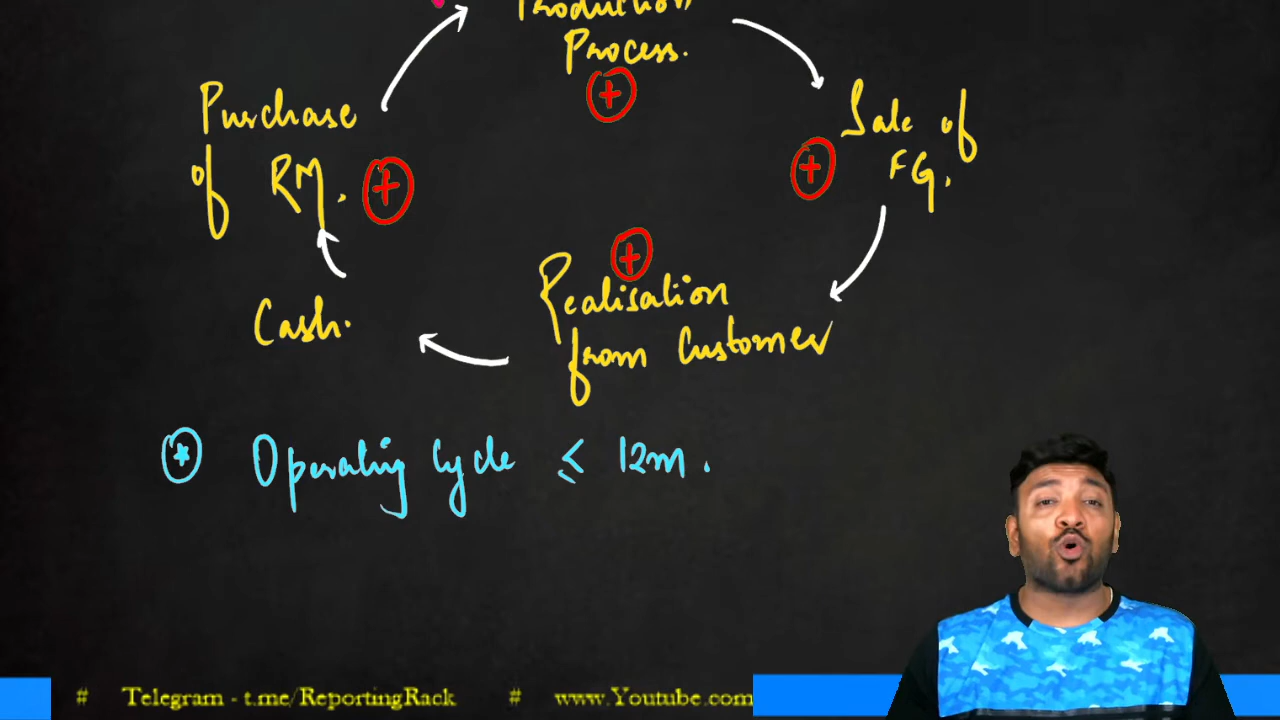 Production
Process.
Purchase
of RM.
Sale of
FG.
Realisation
from Customer
Cash.
Operating Cycle ≤ 12m.
# Telegram - t.me/ReportingRack # www.Youtube.com